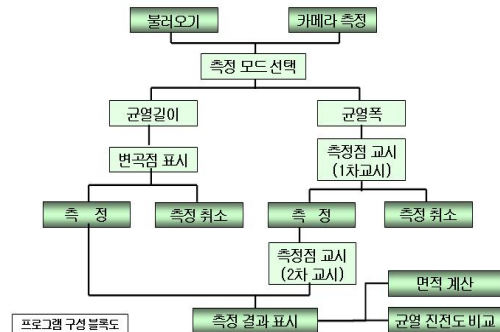 불러오기
카메라 측정
측정 모드 선택
균열길이
균열폭
변곡점 표시
측정점 교시
(1차교시)
측 정
측정 취소
측 정
측정 취소
측정점 교시
(2차 교시)
면적 계산
측정 결과 표시
균열 진전도 비교
프로그램 구성 블록도